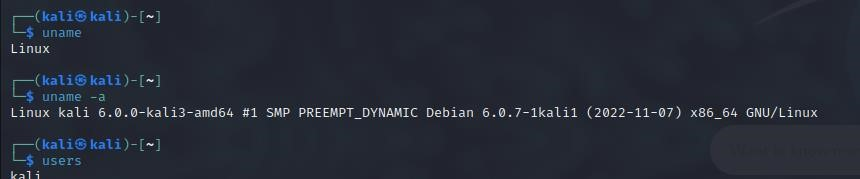 ┌──(kali㉿kali)-[~]
└─$ uname
Linux
┌──(kali㉿kali)-[~]
└─$ uname -a
Linux kali 6.0.0-kali3-amd64 #1 SMP PREEMPT_DYNAMIC Debian 6.0.7-1kali1 (2022-11-07) x86_64 GNU/Linux
┌──(kali㉿kali)-[~]
└─$ users
kali